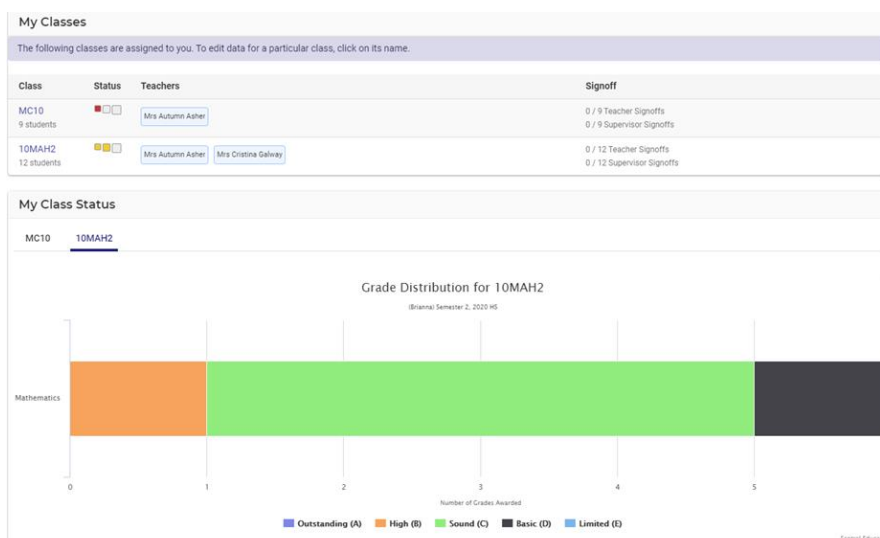 My Classes
The following classes are assigned to you. To edit data for a particular class, click on its name.
Class Status Teachers Signoff
MC10 Mrs Autumn Asher 0 / 9 Teacher Signoffs
9 students 0 / 9 Supervisor Signoffs
10MAH2 Mrs Autumn Asher Mrs Cristina Galway 0 / 12 Teacher Signoffs
12 students 0 / 12 Supervisor Signoffs
My Class Status
MC10 10MAH2
Grade Distribution for 10MAH2
(Brianna) Semester 2, 2020 HS
Mathematics
0 1 2 3 4 5
Number of Grades Awarded
Outstanding (A) High (B) Sound (C) Basic (D) Limited (E)